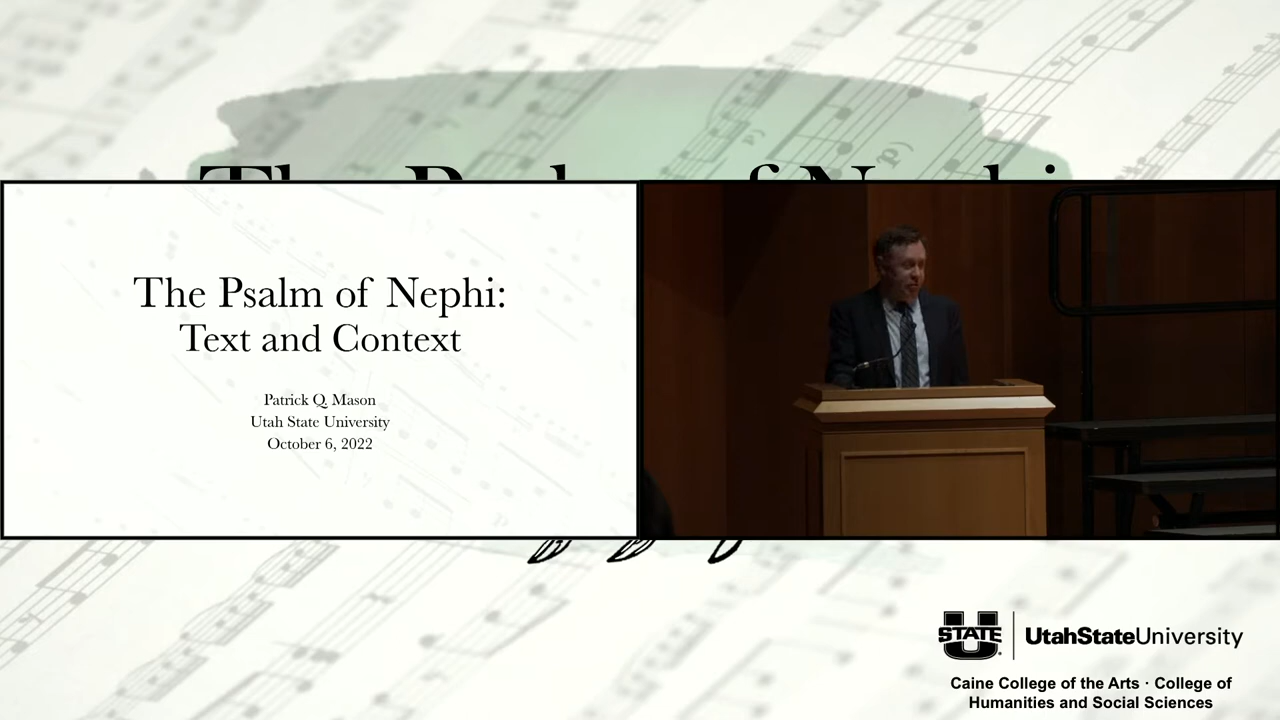 The Psalm of Nephi:
Text and Context
Patrick Q. Mason
Utah State University
October 6, 2022
STATE
U
UtahStateUniversity
Caine College of the Arts · College of
Humanities and Social Sciences